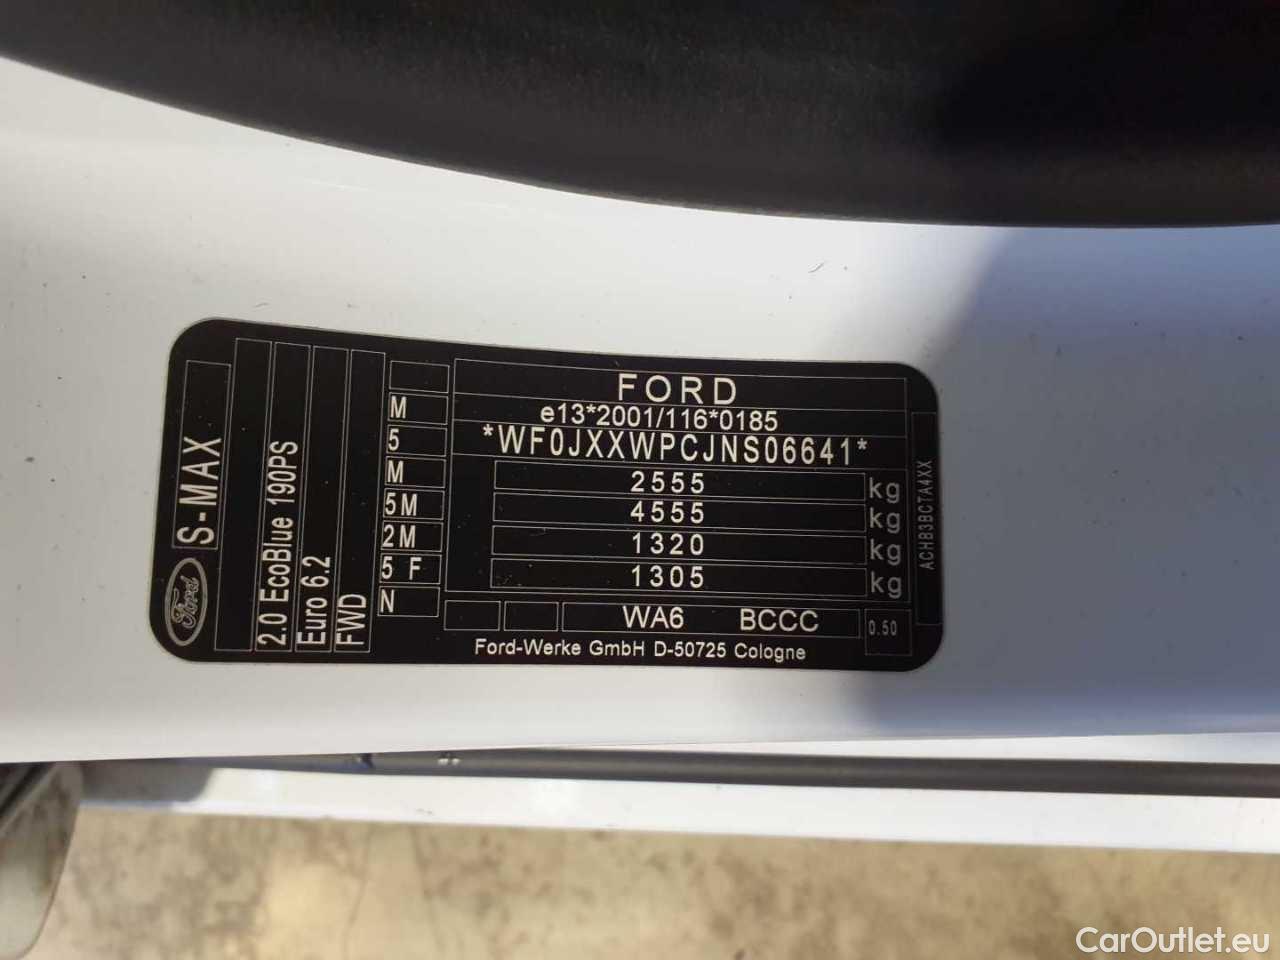 FORD
e13*2001/116*0185
*WF0JXXWPCJNS06641*
2555 kg
4555 kg
1320 kg
1305 kg
WA6 BCCC
0.50
Ford-Werke GmbH D-50725 Cologne
M
5
M
5M
2M
5 F
N
Ford
S-MAX
2.0 EcoBlue 190PS
Euro 6.2
FWD
ACHB3BCTA4XX
CarOutlet.eu